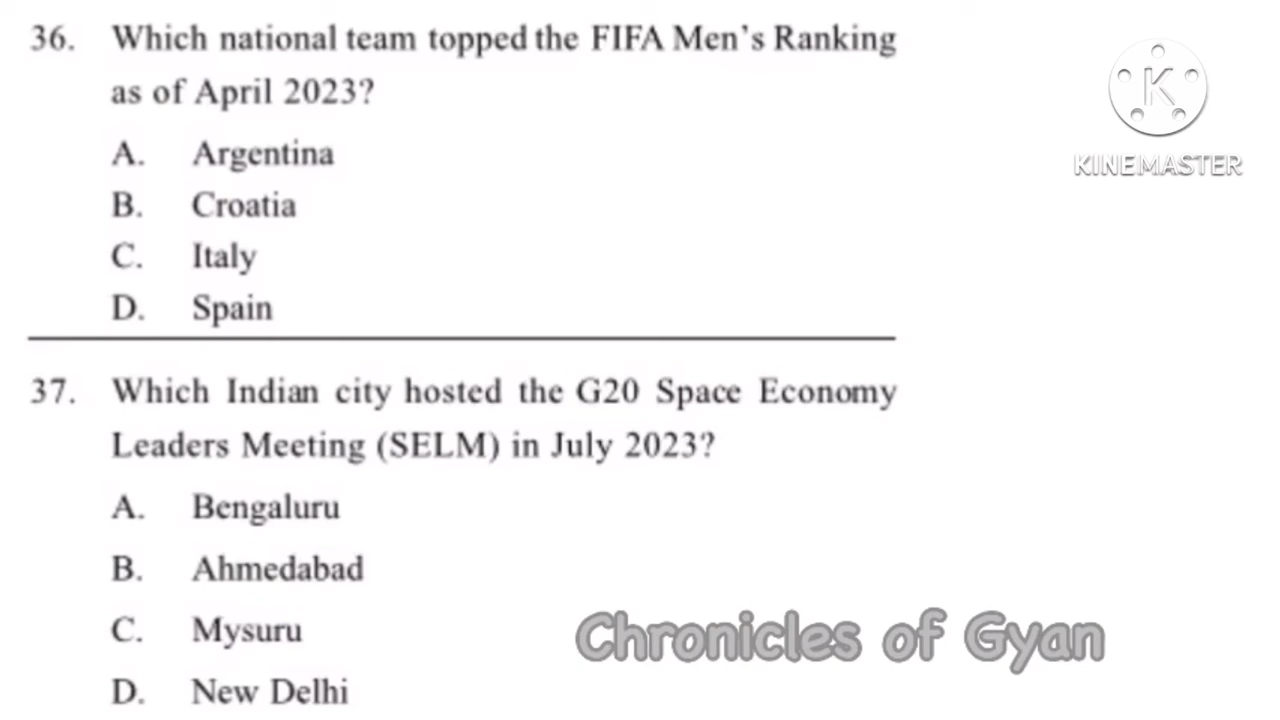 36. Which national team topped the FIFA Men's Ranking
as of April 2023?
A. Argentina
B. Croatia
C. Italy
D. Spain
37. Which Indian city hosted the G20 Space Economy
Leaders Meeting (SELM) in July 2023?
A. Bengaluru
B. Ahmedabad
C. Mysuru
D. New Delhi
K
KINEMASTER
Chronicles of Gyan